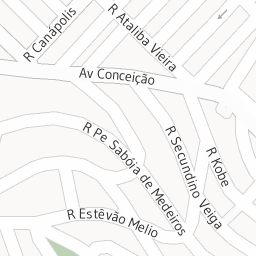 R Canápolis
R Ataliba Vieira
Av Conceição
R Pe Sabóia de Medeiros
R Secundino Veiga
R Kobe
R Estêvão Melio